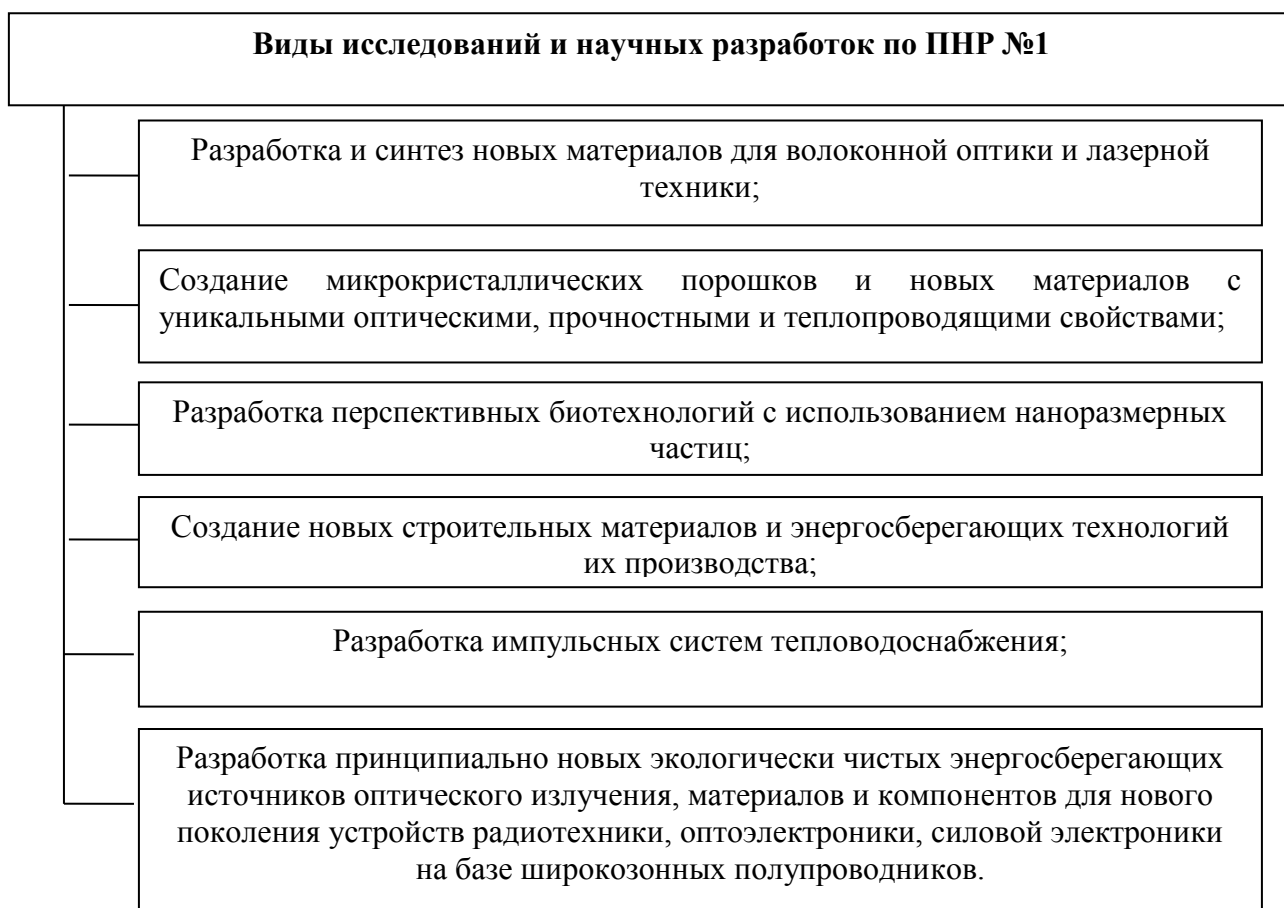 Виды исследований и научных разработок по ПНР №1
Разработка и синтез новых материалов для волоконной оптики и лазерной
техники;
Создание микрокристаллических порошков и новых материалов с
уникальными оптическими, прочностными и теплопроводящими свойствами;
Разработка перспективных биотехнологий с использованием наноразмерных
частиц;
Создание новых строительных материалов и энергосберегающих технологий
их производства;
Разработка импульсных систем тепловодоснабжения;
Разработка принципиально новых экологически чистых энергосберегающих
источников оптического излучения, материалов и компонентов для нового
поколения устройств радиотехники, оптоэлектроники, силовой электроники
на базе широкозонных полупроводников.